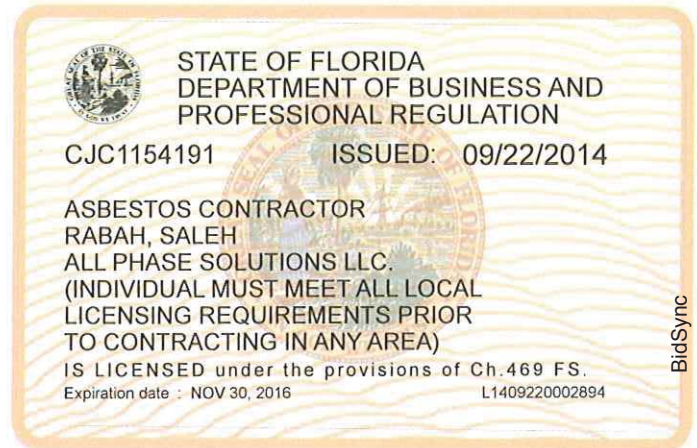 STATE OF FLORIDA
DEPARTMENT OF BUSINESS AND
PROFESSIONAL REGULATION
CJC1154191 ISSUED: 09/22/2014
ASBESTOS CONTRACTOR
RABAH, SALEH
ALL PHASE SOLUTIONS LLC.
(INDIVIDUAL MUST MEET ALL LOCAL
LICENSING REQUIREMENTS PRIOR
TO CONTRACTING IN ANY AREA)
IS LICENSED under the provisions of Ch.469 FS.
Expiration date : NOV 30, 2016 L1409220002894
BidSync